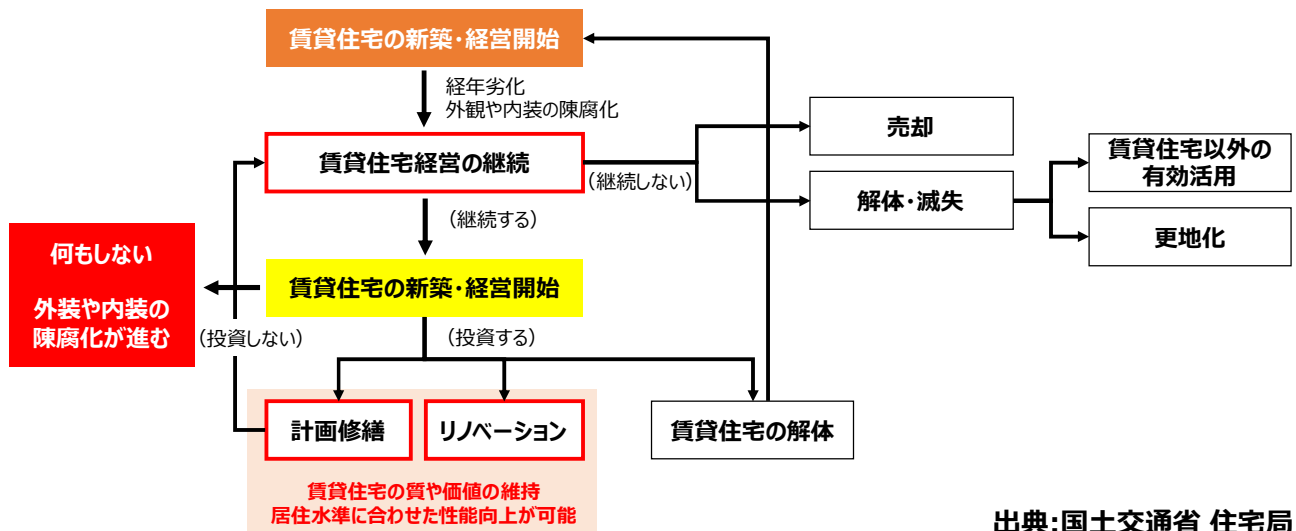 賃貸住宅の新築・経営開始
経年劣化
外観や内装の陳腐化
賃貸住宅経営の継続
（継続しない）
売却
解体・滅失
賃貸住宅以外の
有効活用
更地化
（継続する）
何もしない
外装や内装の
陳腐化が進む
賃貸住宅の新築・経営開始
（投資しない）
（投資する）
計画修繕
リノベーション
賃貸住宅の解体
賃貸住宅の質や価値の維持
居住水準に合わせた性能向上が可能
出典:国土交通省 住宅局